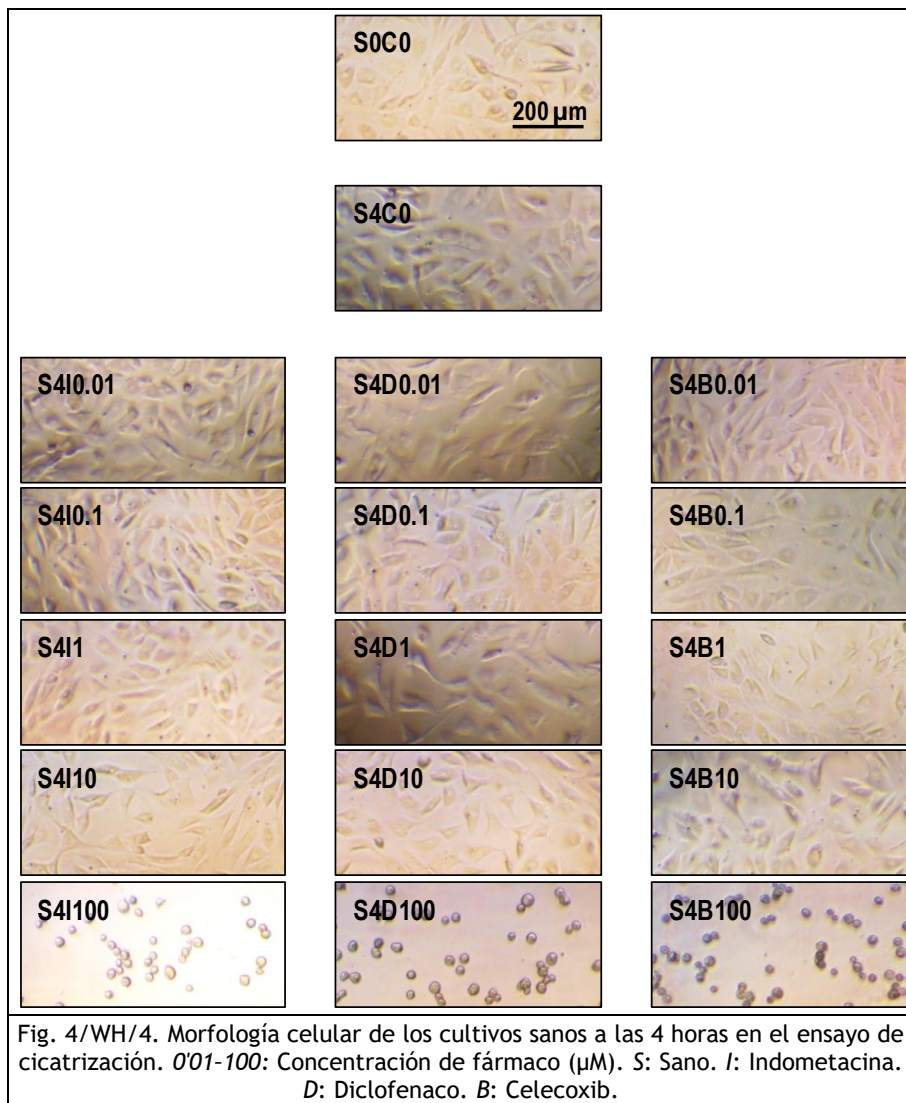 S0C0
200 µm
S4C0
S4I0.01 S4D0.01 S4B0.01
S4I0.1 S4D0.1 S4B0.1
S4I1 S4D1 S4B1
S4I10 S4D10 S4B10
S4I100 S4D100 S4B100
Fig. 4/WH/4. Morfología celular de los cultivos sanos a las 4 horas en el ensayo de
cicatrización. 0'01-100: Concentración de fármaco (µM). S: Sano. I: Indometacina.
D: Diclofenaco. B: Celecoxib.